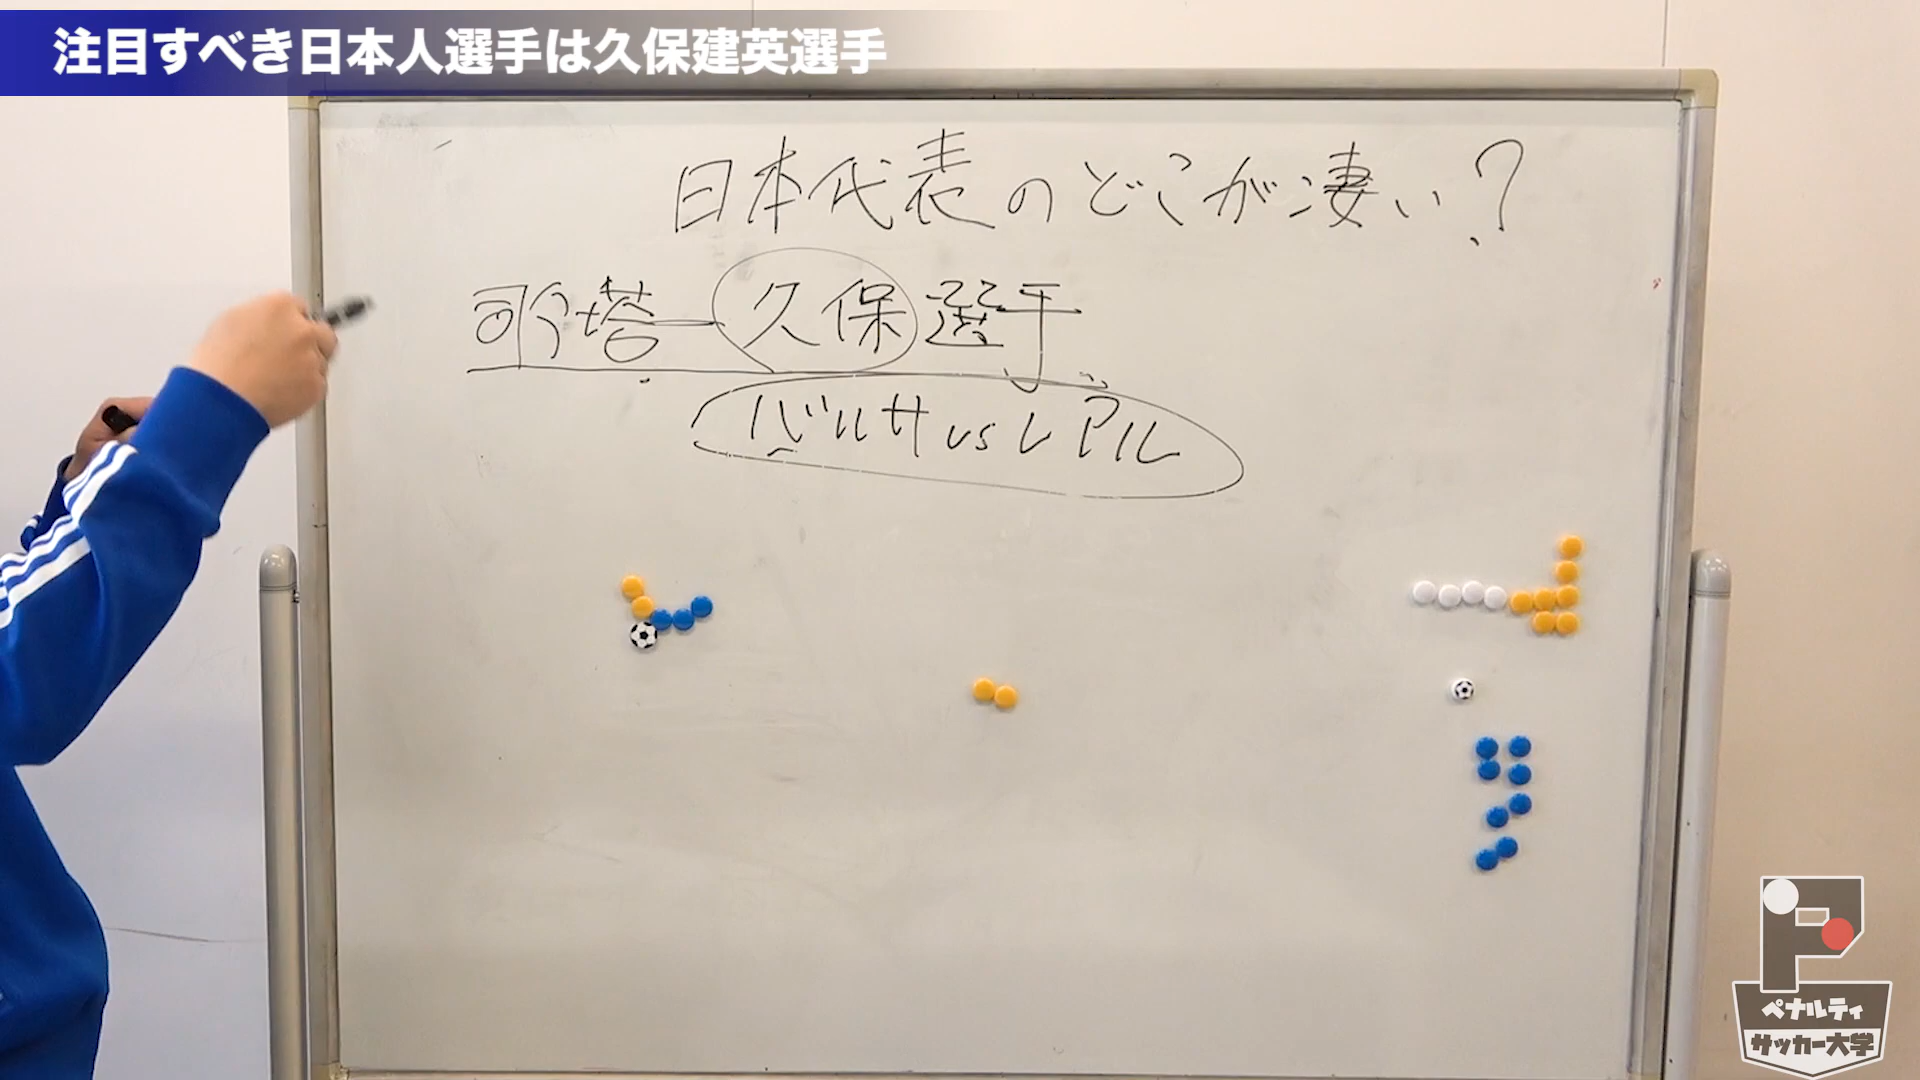 注目すべき日本人選手は久保建英選手
日本代表のどこが凄い?
司令塔ー久保選手
バルサvsレアル
ペナルティ
サッカー大学